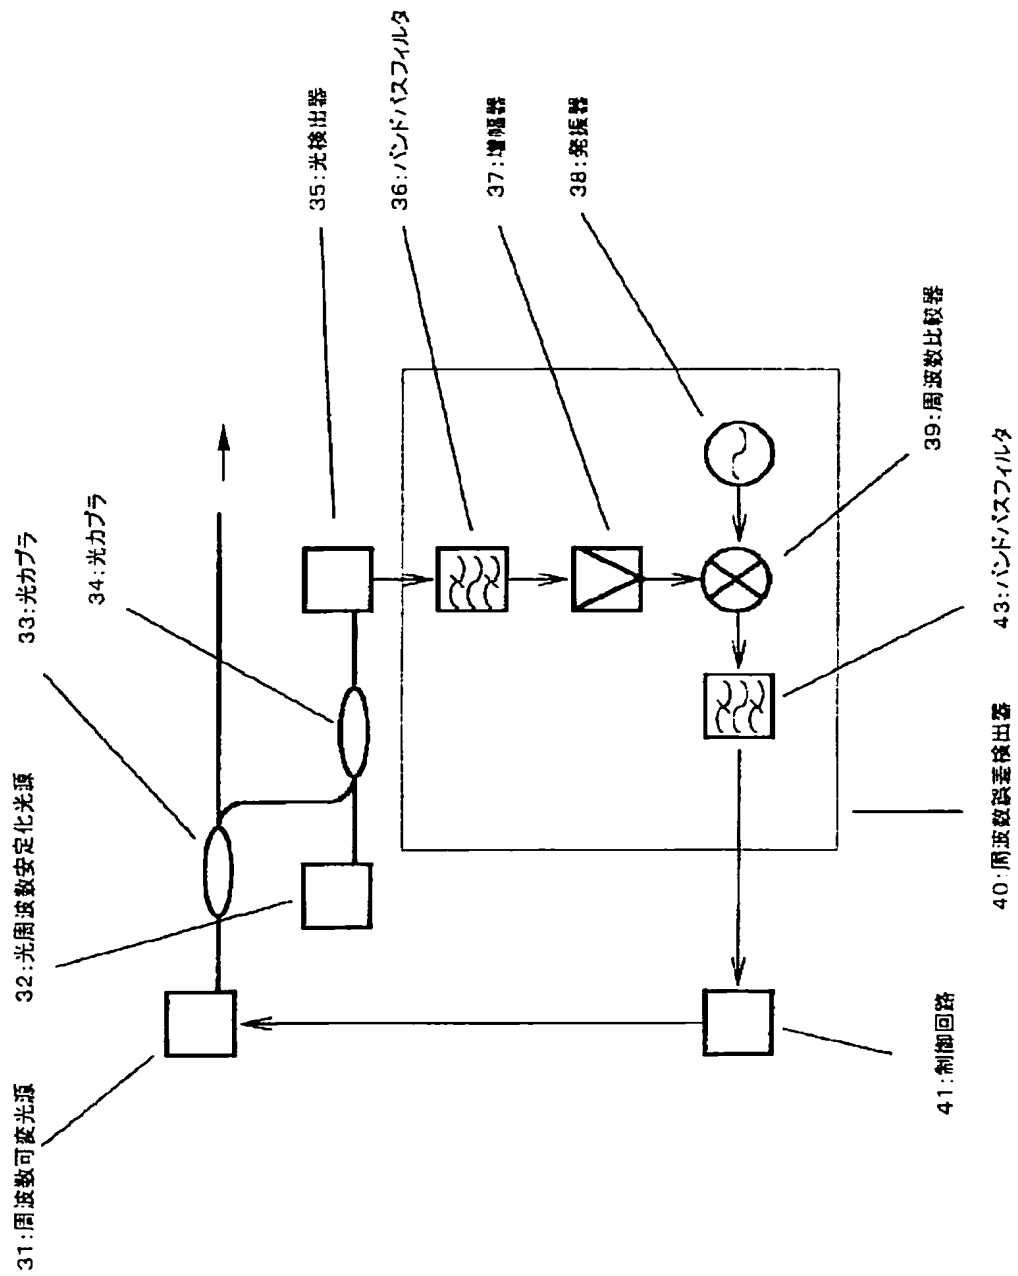 31:周波数可変光源
32:光周波数安定化光源
33:光カプラ
34:光カプラ
35:光検出器
36:バンドパスフィルタ
37:増幅器
38:発振器
39:周波数比較器
43:バンドパスフィルタ
40:周波数誤差検出器
41:制御回路